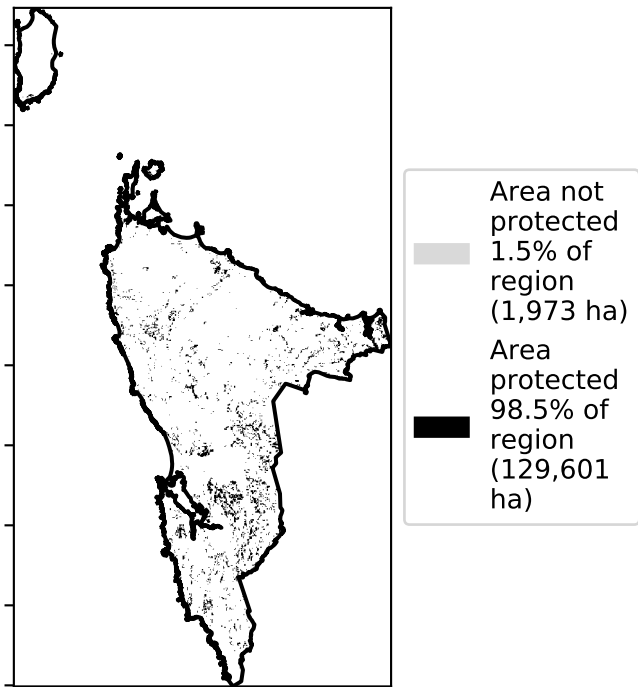 Area not
protected
1.5% of
region
(1,973 ha)
Area
protected
98.5% of
region
(129,601
ha)